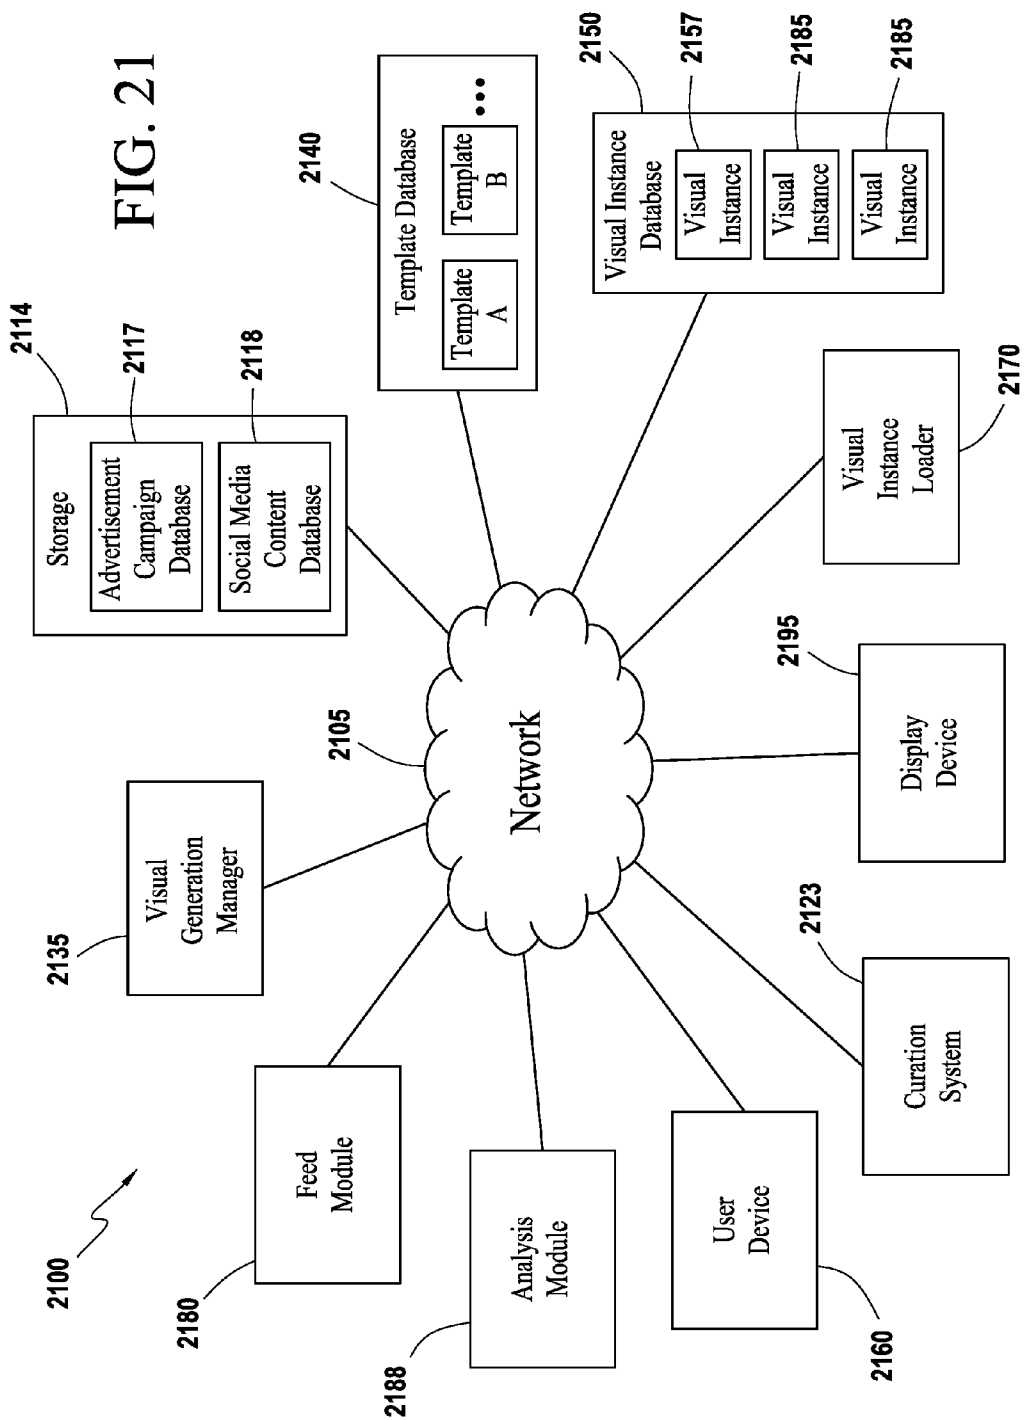 FIG. 21
2100
2135
Visual
Generation
Manager
2114
Storage
2117
Advertisement
Campaign
Database
2118
Social Media
Content
Database
2140
Template Database
Template
A
Template
B
...
2150
Visual Instance
Database
2157
Visual
Instance
2185
Visual
Instance
2185
Visual
Instance
2180
Feed
Module
2105
Network
2188
Analysis
Module
2160
User
Device
2123
Curation
System
2195
Display
Device
2170
Visual
Instance
Loader